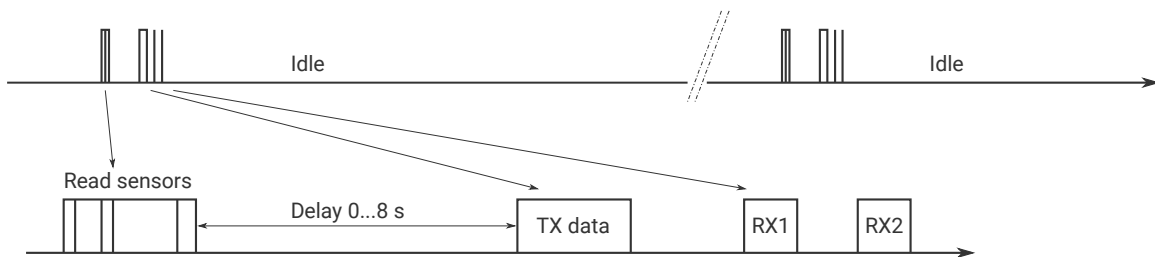 Idle
Idle
Read sensors
Delay 0...8 s
TX data
RX1
RX2